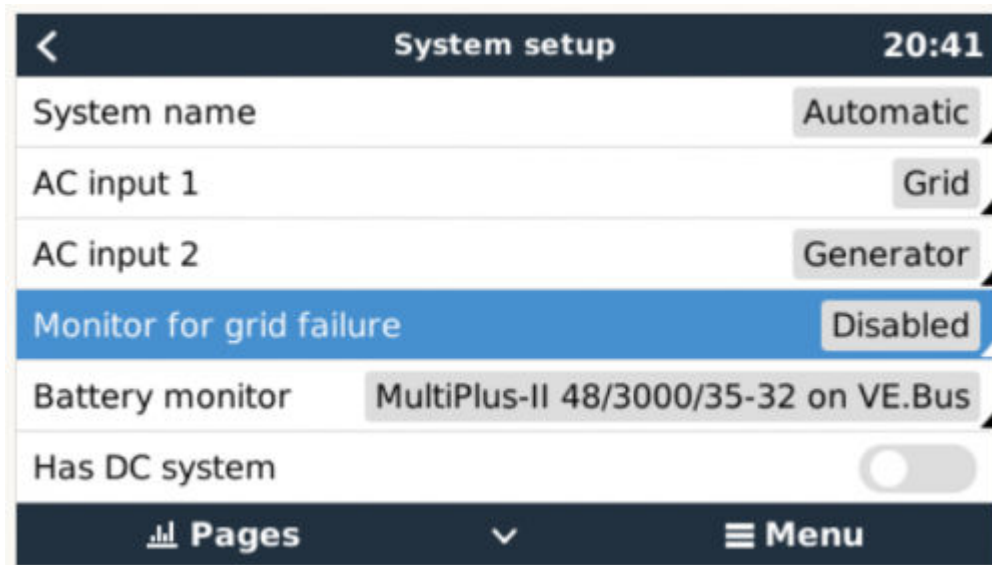 System setup 20:41
System name Automatic
AC input 1 Grid
AC input 2 Generator
Monitor for grid failure Disabled
Battery monitor MultiPlus-II 48/3000/35-32 on VE.Bus
Has DC system
Pages Menu